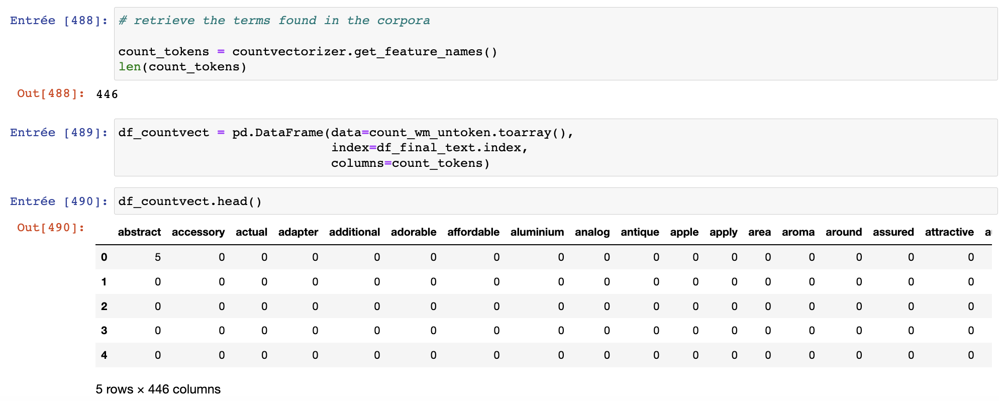 Entrée [488]: # retrieve the terms found in the corpora
count_tokens = countvectorizer.get_feature_names()
len(count_tokens)
Out[488]: 446
Entrée [489]: df_countvect = pd.DataFrame(data=count_wm_untoken.toarray(),
index=df_final_text.index,
columns=count_tokens)
Entrée [490]: df_countvect.head()
Out[490]:
abstract accessory actual adapter additional adorable affordable aluminium analog antique apple apply area aroma around assured attractive
0 5 0 0 0 0 0 0 0 0 0 0 0 0 0 0 0 0
1 0 0 0 0 0 0 0 0 0 0 0 0 0 0 0 0 0
2 0 0 0 0 0 0 0 0 0 0 0 0 0 0 0 0 0
3 0 0 0 0 0 0 0 0 0 0 0 0 0 0 0 0 0
4 0 0 0 0 0 0 0 0 0 0 0 0 0 0 0 0 0
5 rows × 446 columns